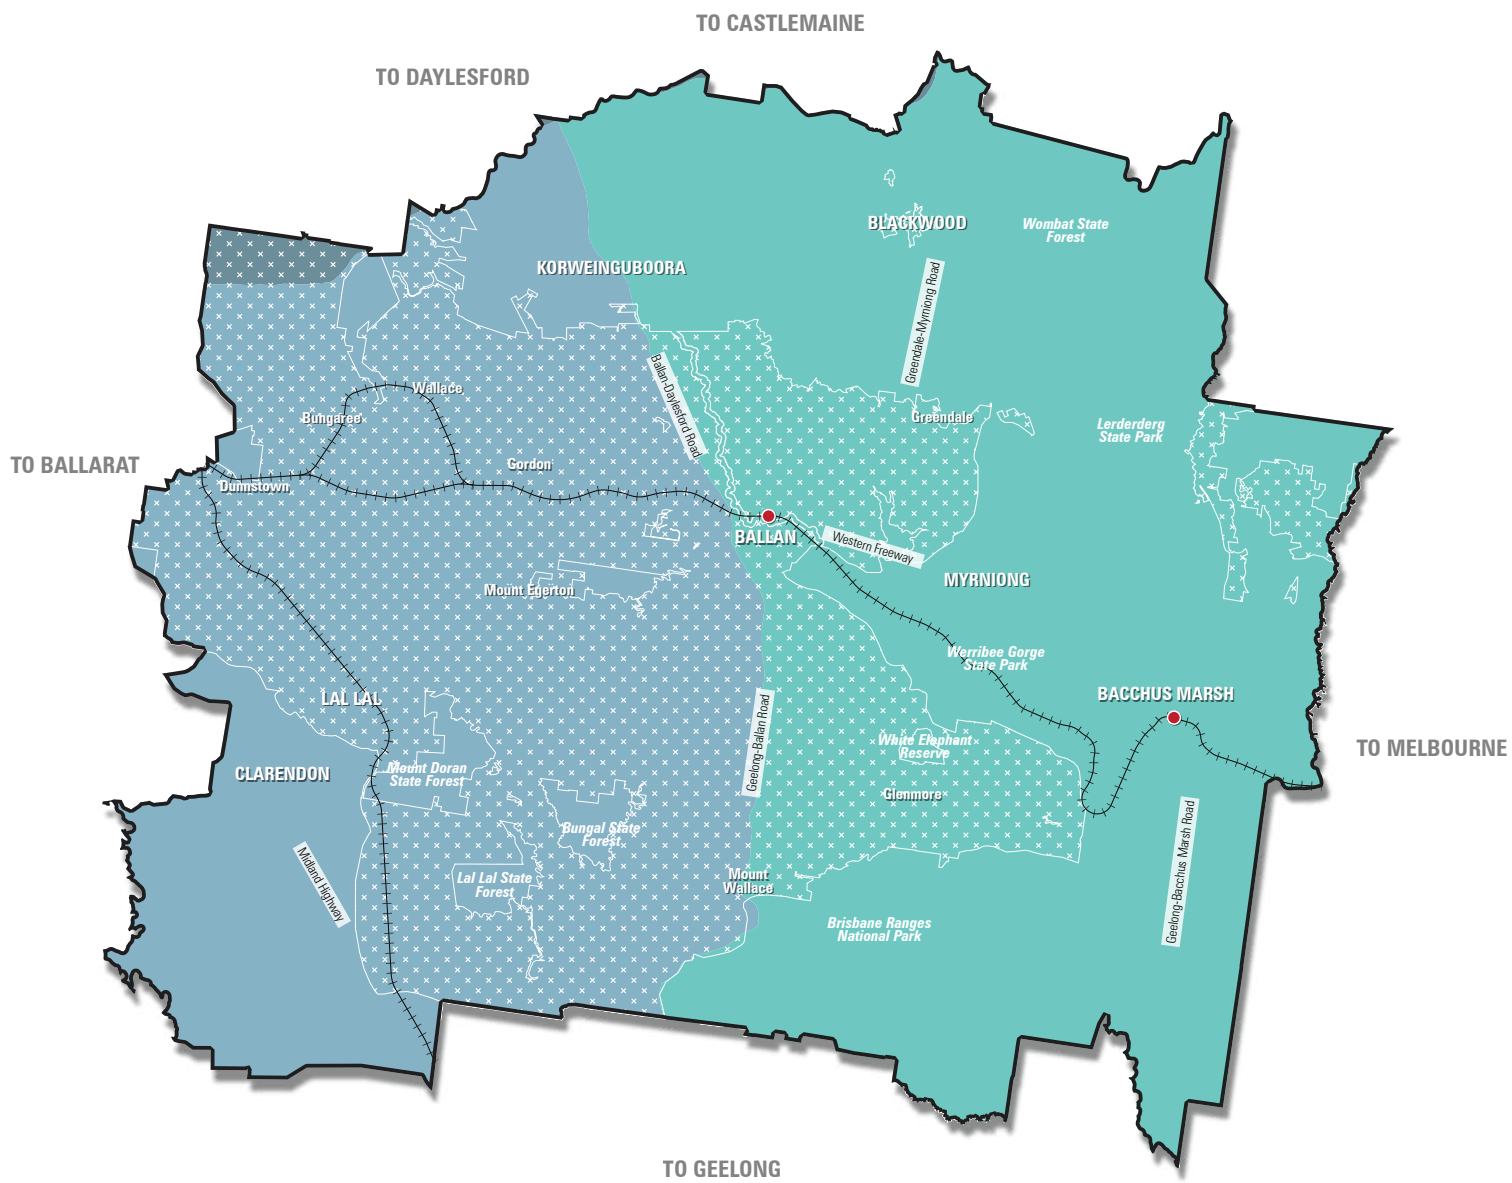 TO CASTLEMAINE
TO DAYLESFORD
BLACKWOOD
Wombat State
Forest
KORWEINGUBOORA
Greendale-Myrniong Road
Ballan-Daylesford Road
Wallace
Bungaree
Greendale
Lerderderg
State Park
TO BALLARAT
Gordon
Dunnstown
BALLAN
Western Freeway
MYRNIONG
Mount Egerton
Werribee Gorge
State Park
LAL LAL
BACCHUS MARSH
Geelong-Ballan Road
White Elephant
Reserve
TO MELBOURNE
CLARENDON
Mount Doran
State Forest
Glenmore
Bungal State
Forest
Geelong-Bacchus Marsh Road
Midland Highway
Lal Lal State
Forest
Mount
Wallace
Brisbane Ranges
National Park
TO GEELONG